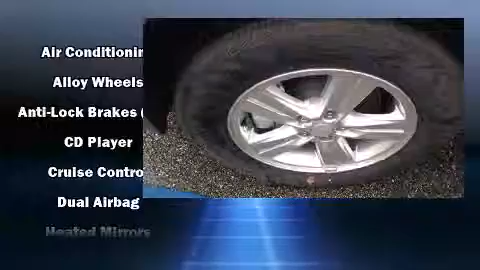 Air Conditionin
Alloy Wheels
Anti-Lock Brakes (
CD Player
Cruise Contro
Dual Airbag
Heated Mirrors